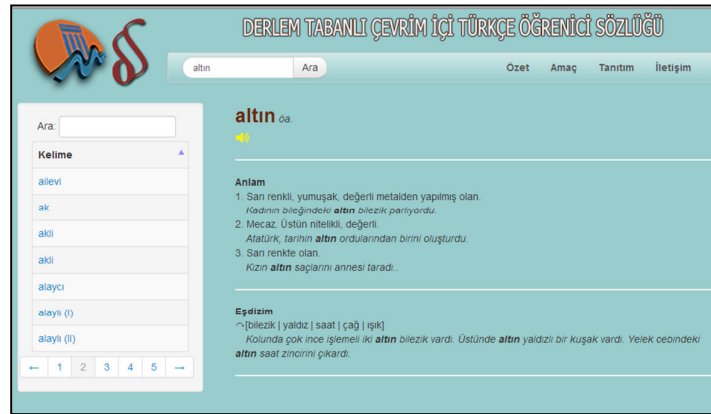 DERLEM TABANLI ÇEVRİM İÇİ TÜRKÇE ÖĞRENİCİ SÖZLÜĞÜ
altın Ara Özet Amaç Tanıtım İletişim
Ara:
Kelime
ailevi
ak
akli
akli
alaycı
alaylı (I)
alaylı (II)
← 1 2 3 4 5 →
altın öa.
Anlam
1. Sarı renkli, yumuşak, değerli metalden yapılmış olan.
Kadının bileğindeki altın bilezik parlıyordu.
2. Mecaz. Üstün nitelikli, değerli.
Atatürk, tarihin altın ordularından birini oluşturdu.
3. Sarı renkte olan.
Kızın altın saçlarını annesi taradı..
Eşdizim
[bilezik | yaldız | saat | çağ | ışık]
Kolunda çok ince işlemeli iki altın bilezik vardı. Üstünde altın yaldızlı bir kuşak vardı. Yelek cebindeki
altın saat zincirini çıkardı.